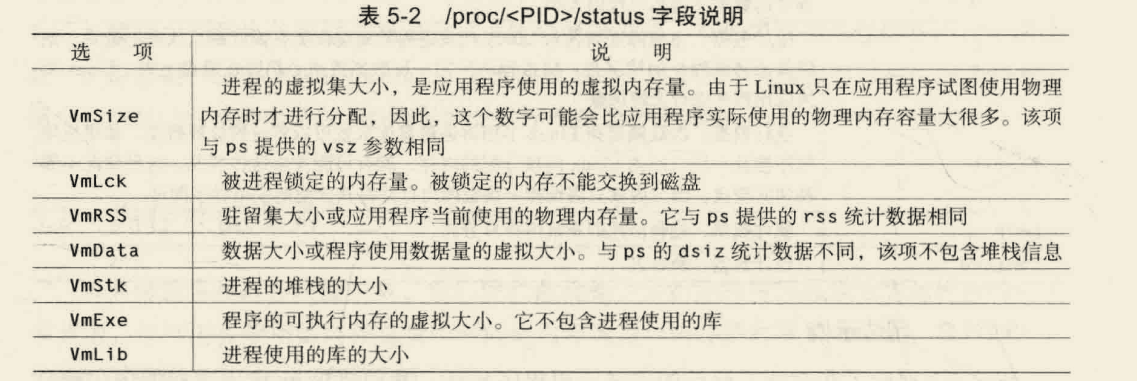 表 5-2 /proc/<PID>/status 字段说明
选 项 说 明
VmSize 进程的虚拟集大小，是应用程序使用的虚拟内存量。由于 Linux 只在应用程序试图使用物理
内存时才进行分配，因此，这个数字可能会比应用程序实际使用的物理内存容量大很多。该项
与 ps 提供的 vsz 参数相同
VmLck 被进程锁定的内存量。被锁定的内存不能交换到磁盘
VmRSS 驻留集大小或应用程序当前使用的物理内存量。它与 ps 提供的 rss 统计数据相同
VmData 数据大小或程序使用数据量的虚拟大小。与 ps 的 dsiz 统计数据不同，该项不包含堆栈信息
VmStk 进程的堆栈的大小
VmExe 程序的可执行内存的虚拟大小。它不包含进程使用的库
VmLib 进程使用的库的大小